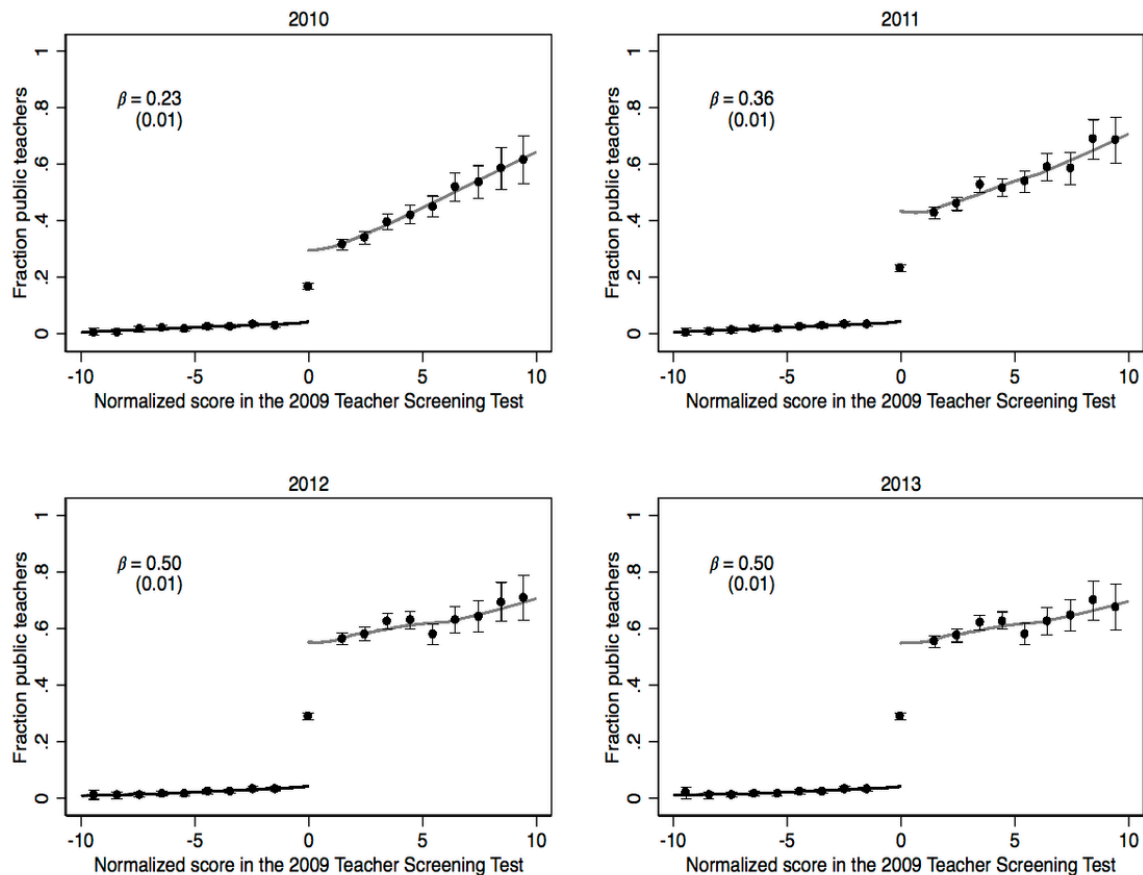 2010
Fraction public teachers
1
.8
.6
.4
.2
0
β = 0.23
(0.01)
-10 -5 0 5 10
Normalized score in the 2009 Teacher Screening Test
2011
Fraction public teachers
1
.8
.6
.4
.2
0
β = 0.36
(0.01)
-10 -5 0 5 10
Normalized score in the 2009 Teacher Screening Test
2012
Fraction public teachers
1
.8
.6
.4
.2
0
β = 0.50
(0.01)
-10 -5 0 5 10
Normalized score in the 2009 Teacher Screening Test
2013
Fraction public teachers
1
.8
.6
.4
.2
0
β = 0.50
(0.01)
-10 -5 0 5 10
Normalized score in the 2009 Teacher Screening Test